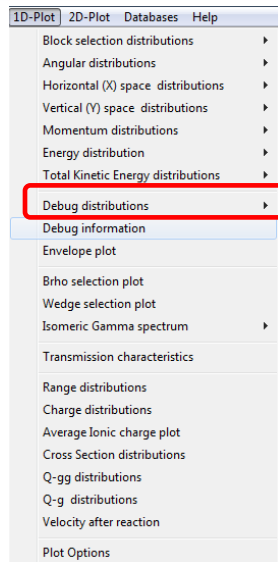 1D-Plot 2D-Plot Databases Help
Block selection distributions
Angular distributions
Horizontal (X) space distributions
Vertical (Y) space distributions
Momentum distributions
Energy distribution
Total Kinetic Energy distributions
Debug distributions
Debug information
Envelope plot
Brho selection plot
Wedge selection plot
Isomeric Gamma spectrum
Transmission characteristics
Range distributions
Charge distributions
Average Ionic charge plot
Cross Section distributions
Q-gg distributions
Q-g distributions
Velocity after reaction
Plot Options